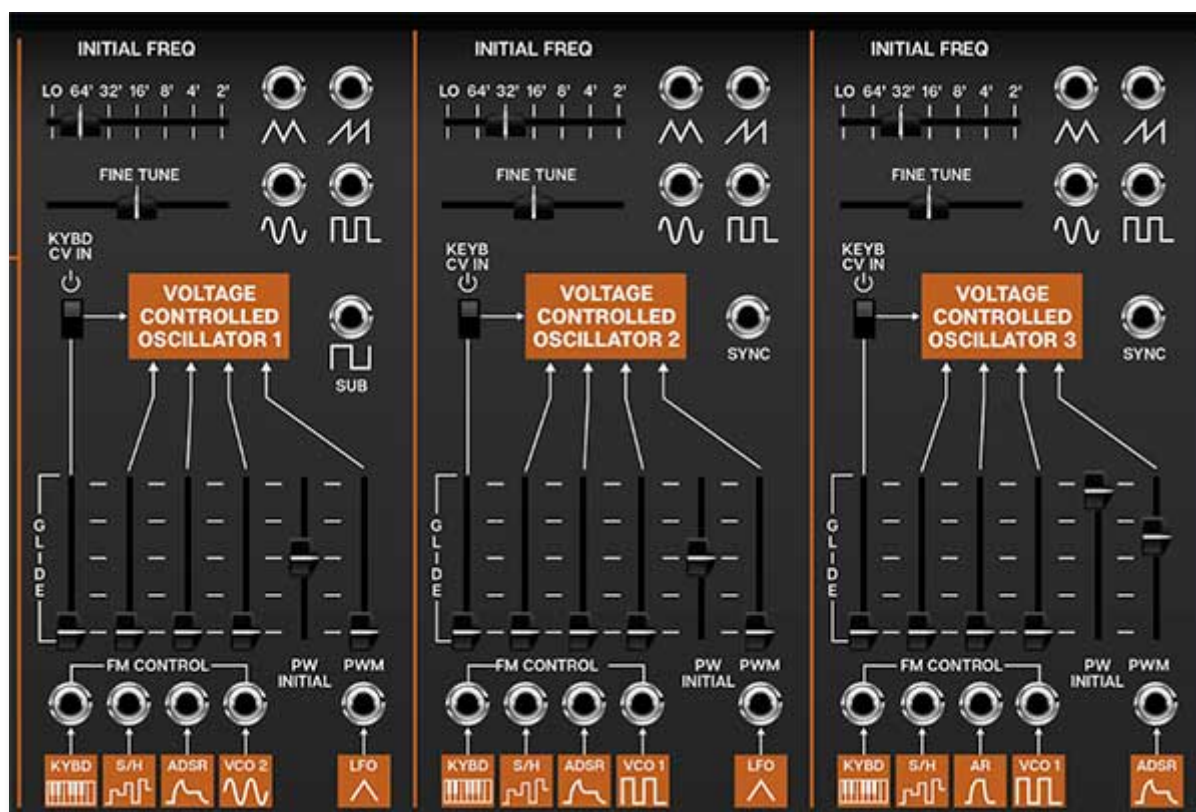 INITIAL FREQ
LO 64' 32' 16' 8' 4' 2'
FINE TUNE
KYBD
CV IN
VOLTAGE
CONTROLLED
OSCILLATOR 1
SUB
GLIDE
FM CONTROL
PW
INITIAL
PWM
KYBD
S/H
ADSR
VCO 2
LFO
INITIAL FREQ
LO 64' 32' 16' 8' 4' 2'
FINE TUNE
KEYB
CV IN
VOLTAGE
CONTROLLED
OSCILLATOR 2
SYNC
GLIDE
FM CONTROL
PW
INITIAL
PWM
KYBD
S/H
ADSR
VCO 1
LFO
INITIAL FREQ
LO 64' 32' 16' 8' 4' 2'
FINE TUNE
KEYB
CV IN
VOLTAGE
CONTROLLED
OSCILLATOR 3
SYNC
GLIDE
FM CONTROL
PW
INITIAL
PWM
KYBD
S/H
AR
VCO 1
ADSR